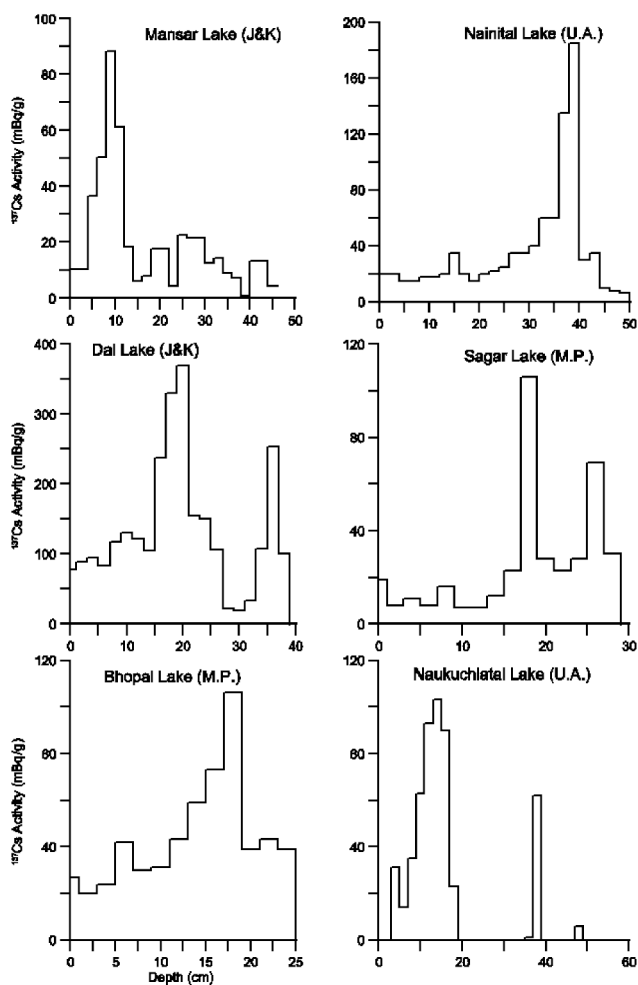 Mansar Lake (J&K)
100
80
60
40
20
0
¹³⁷Cs Activity (mBq/g)
0 10 20 30 40 50
Nainital Lake (U.A.)
200
160
120
80
40
0
0 10 20 30 40 50
Dal Lake (J&K)
400
300
200
100
0
¹³⁷Cs Activity (mBq/g)
0 10 20 30 40
Sagar Lake (M.P.)
120
80
40
0
0 10 20 30
Bhopal Lake (M.P.)
120
80
40
0
¹³⁷Cs Activity (mBq/g)
0 5 10 15 20 25
Depth (cm)
Naukuchiatal Lake (U.A.)
120
80
40
0
0 20 40 60